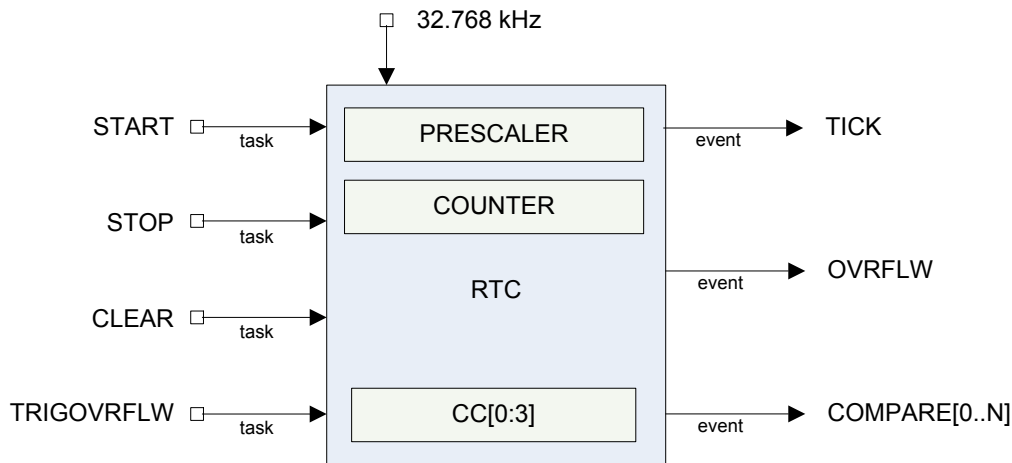 32.768 kHz
START
task
PRESCALER
event
TICK
STOP
task
COUNTER
RTC
event
OVRFLW
CLEAR
task
TRIGOVRFLW
task
CC[0:3]
event
COMPARE[0..N]